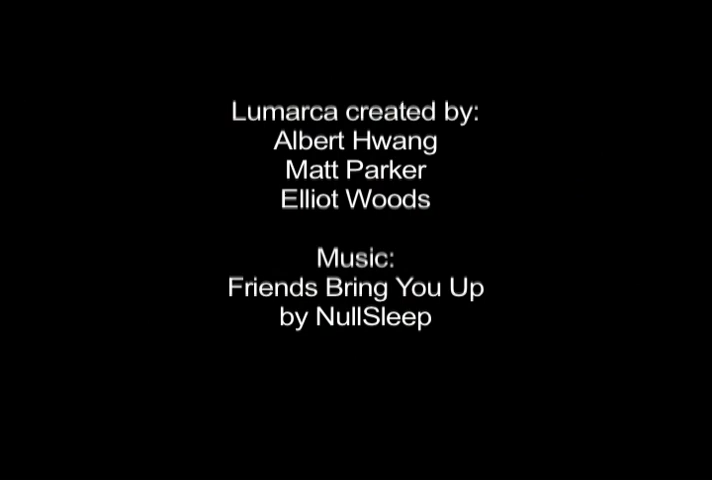 Lumarca created by:
Albert Hwang
Matt Parker
Elliot Woods
Music:
Friends Bring You Up
by NullSleep